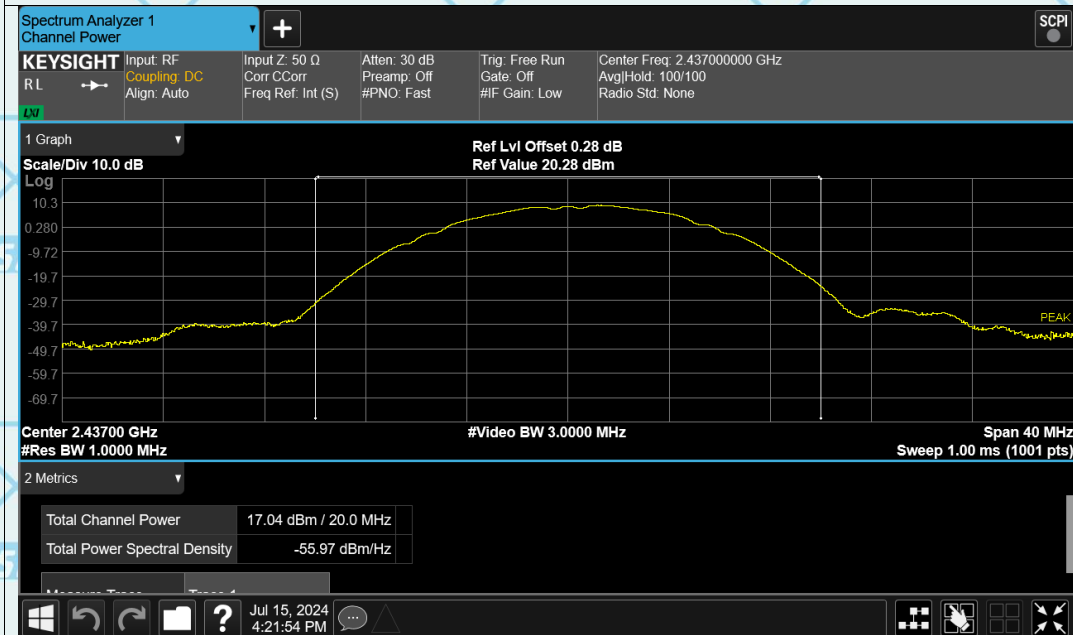 Spectrum Analyzer 1
Channel Power
SCPI
KEYSIGHT
R L
LXI
Input: RF
Coupling: DC
Align: Auto
Input Z: 50 Ω
Corr CCorr
Freq Ref: Int (S)
Atten: 30 dB
Preamp: Off
#PNO: Fast
Trig: Free Run
Gate: Off
#IF Gain: Low
Center Freq: 2.437000000 GHz
Avg|Hold: 100/100
Radio Std: None
1 Graph
Scale/Div 10.0 dB
Ref Lvl Offset 0.28 dB
Ref Value 20.28 dBm
Log
10.3
0.280
-9.72
-19.7
-29.7
-39.7
-49.7
-59.7
-69.7
PEAK
Center 2.43700 GHz
#Video BW 3.0000 MHz
Span 40 MHz
#Res BW 1.0000 MHz
Sweep 1.00 ms (1001 pts)
2 Metrics
Total Channel Power 17.04 dBm / 20.0 MHz
Total Power Spectral Density -55.97 dBm/Hz
Measure Trace Trace 1
Jul 15, 2024
4:21:54 PM